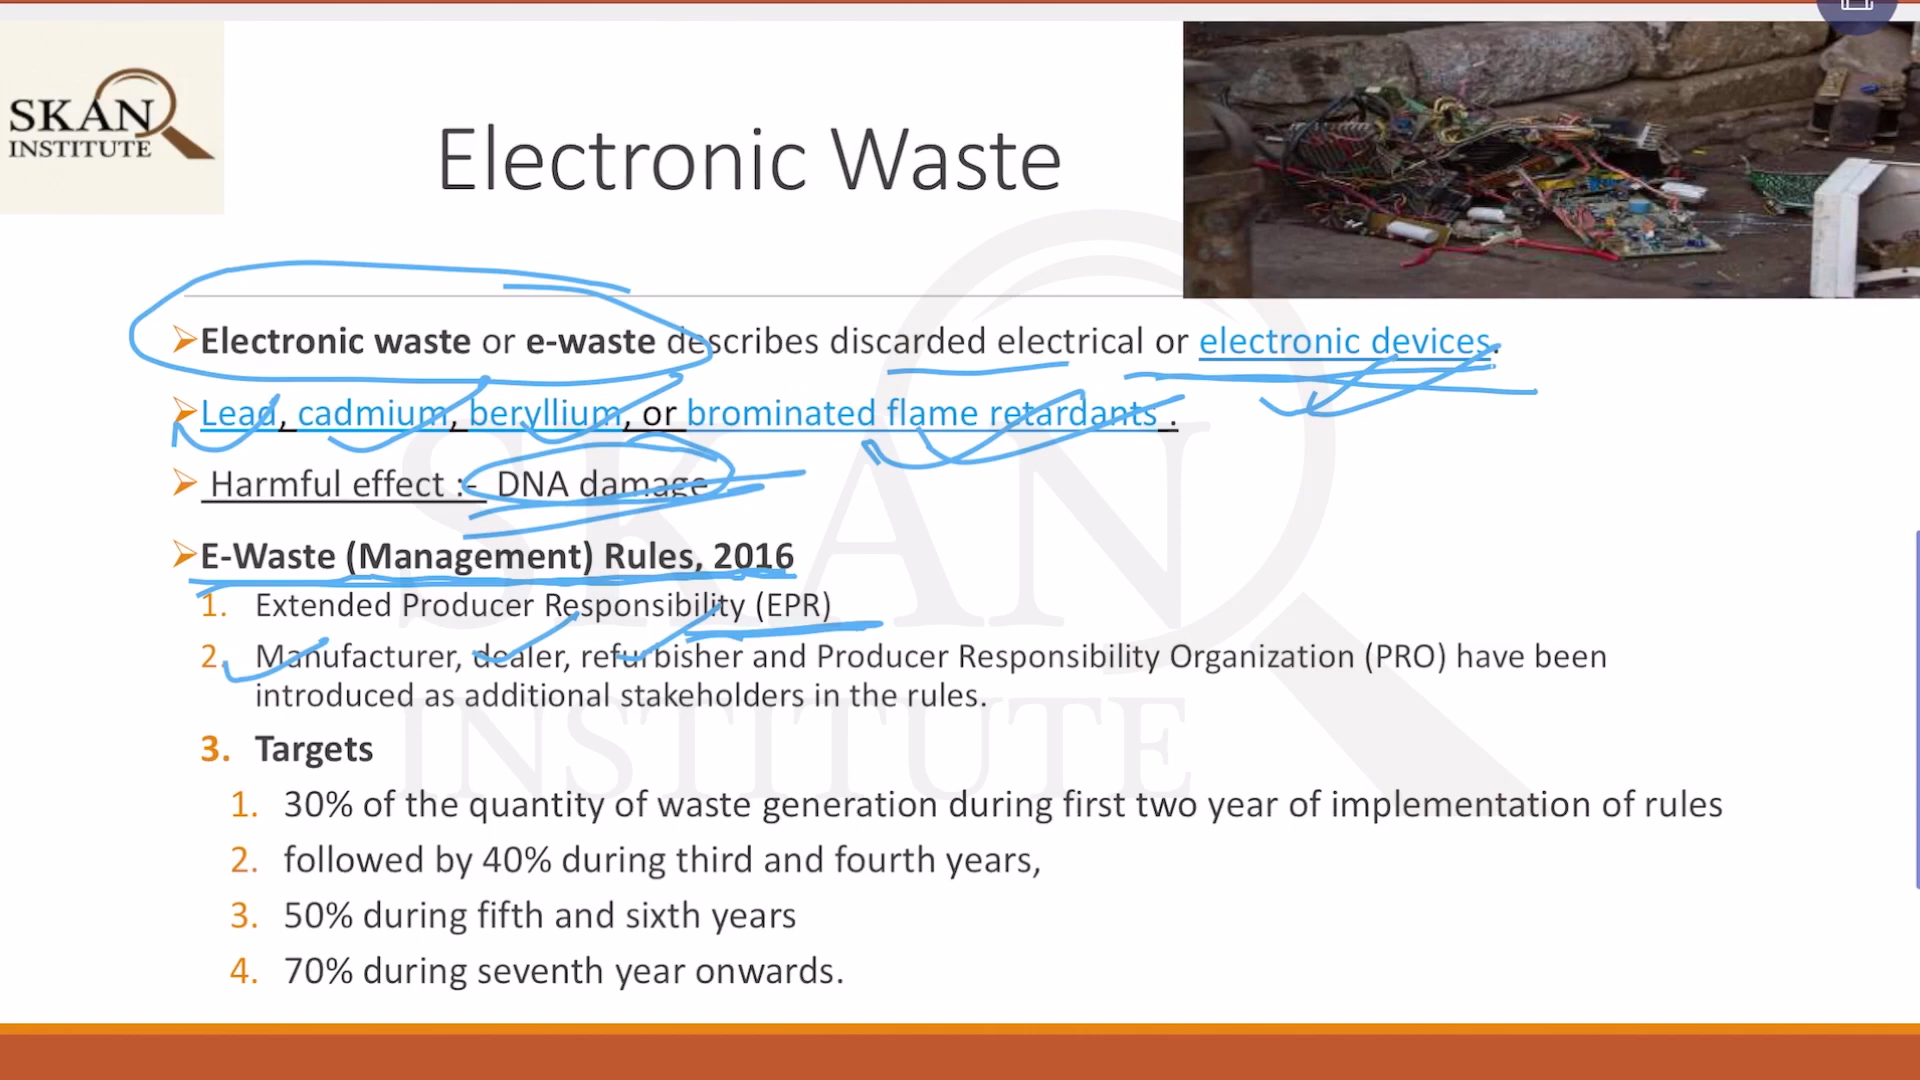 SKAN
INSTITUTE
Electronic Waste
Electronic waste or e-waste describes discarded electrical or electronic devices.
Lead, cadmium, beryllium, or brominated flame retardants .
Harmful effect :- DNA damage
E-Waste (Management) Rules, 2016
1. Extended Producer Responsibility (EPR)
2. Manufacturer, dealer, refurbisher and Producer Responsibility Organization (PRO) have been
introduced as additional stakeholders in the rules.
3. Targets
1. 30% of the quantity of waste generation during first two year of implementation of rules
2. followed by 40% during third and fourth years,
3. 50% during fifth and sixth years
4. 70% during seventh year onwards.
SKAN
INSTITUTE